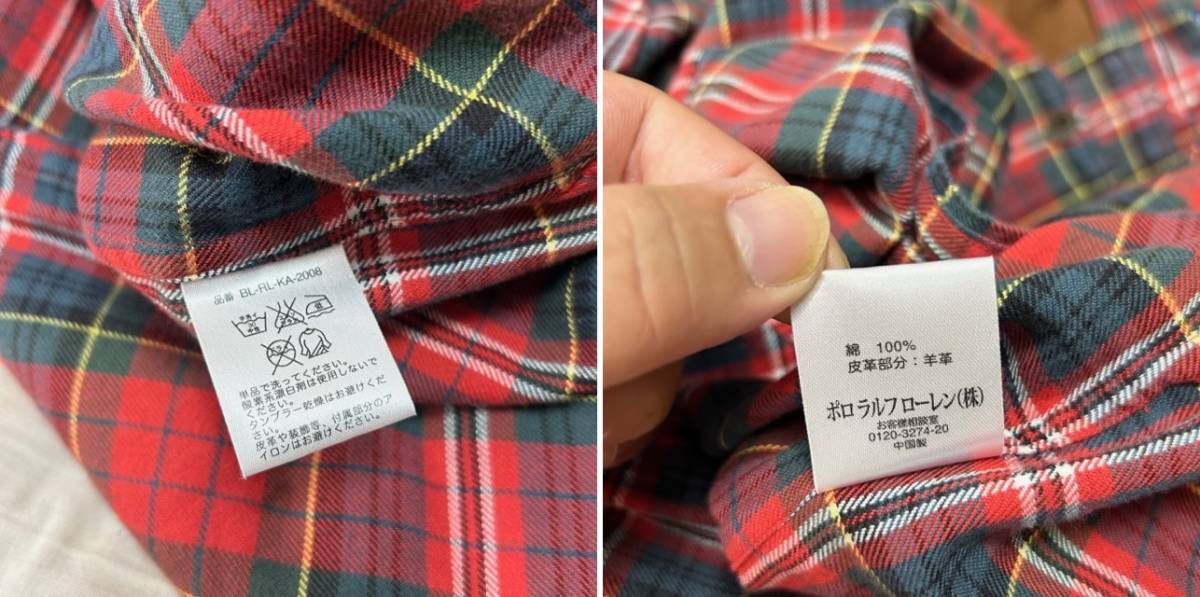 品番 BL-RL-KA-2008
単品で洗ってください。
酸素系漂白剤は使用しないで
ください。
タンブラー乾燥はお避けくだ
さい。
皮革や装飾等、付属部分のア
イロンはお避けください。
綿 100%
皮革部分：羊革
ポロ ラルフ ローレン(株)
お客様相談室
0120-3274-20
中国製